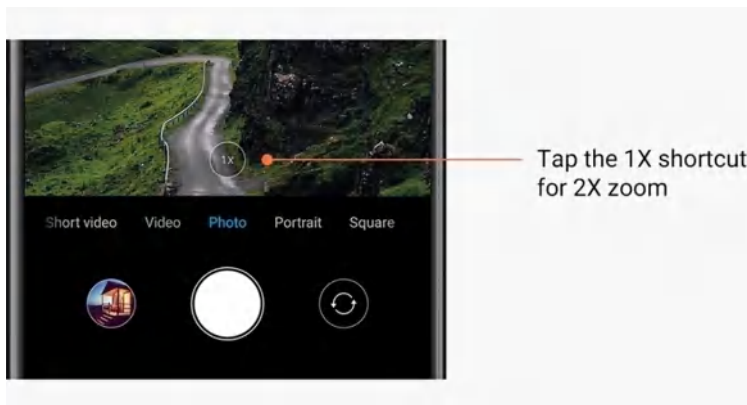 1X
Tap the 1X shortcut
for 2X zoom
Short video Video Photo Portrait Square